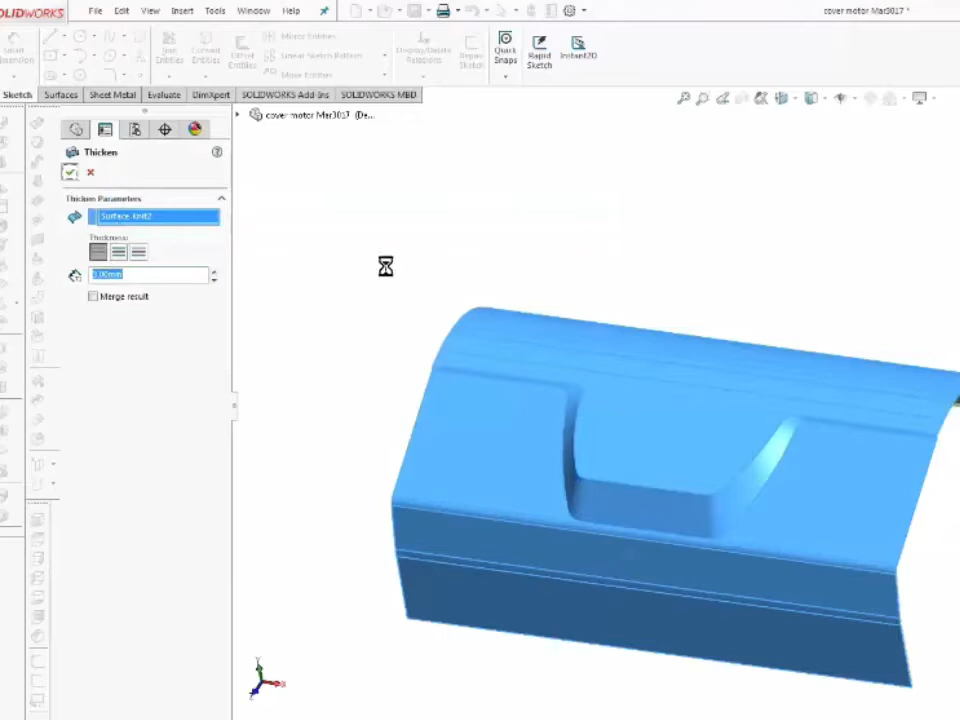 SOLIDWORKS File Edit View Insert Tools Window Help cover motor Mar3017 *
Smart Dimension
Trim Entities
Convert Entities
Offset Entities
Mirror Entities
Linear Sketch Pattern
Move Entities
Display/Delete Relations
Repair Sketch
Quick Snaps
Rapid Sketch
Instant2D
Sketch Surfaces Sheet Metal Evaluate DimXpert SOLIDWORKS Add-Ins SOLIDWORKS MBD
cover motor Mar3017 (De...
Thicken
Thicken Parameters
Surface-Knit2
Thickness:
Merge result